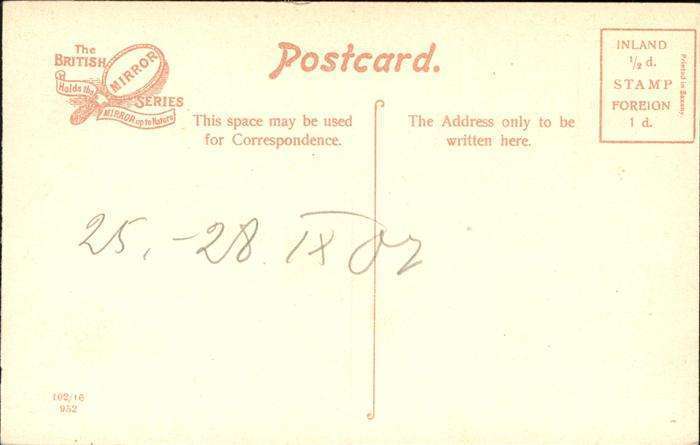 The
BRITISH
MIRROR
SERIES
Holds the
MIRROR up to Nature
Postcard.
INLAND
½ d.
STAMP
FOREIGN
1 d.
Printed in Saxony.
This space may be used
for Correspondence.
The Address only to be
written here.
25. - 28. IX 07
102/16
952